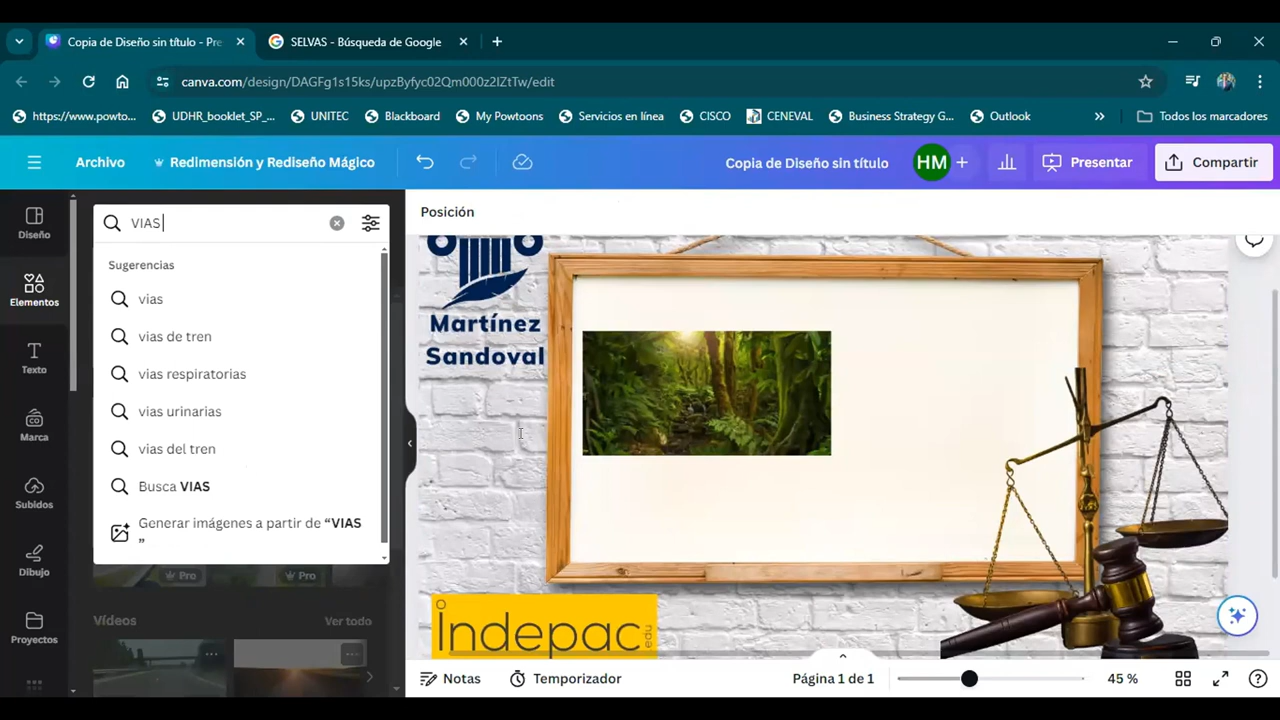 Copia de Diseño sin título - Pre
SELVAS - Búsqueda de Google
canva.com/design/DAGFg1s15ks/upzByfyc02Qm000z2lZtTw/edit
https://www.powto...
UDHR_booklet_SP_...
UNITEC
Blackboard
My Powtoons
Servicios en línea
CISCO
CENEVAL
Business Strategy G...
Outlook
»
Todos los marcadores
Archivo
Redimensión y Rediseño Mágico
Copia de Diseño sin título
HM
Presentar
Compartir
Diseño
Elementos
Texto
Marca
Subidos
Dibujo
Proyectos
VIAS
Sugerencias
vias
vias de tren
vias respiratorias
vias urinarias
vias del tren
Busca VIAS
Generar imágenes a partir de “VIAS
”
Pro
Pro
Vídeos
Ver todo
Posición
Martínez
Sandoval
Indepac
edu
Notas
Temporizador
Página 1 de 1
45 %